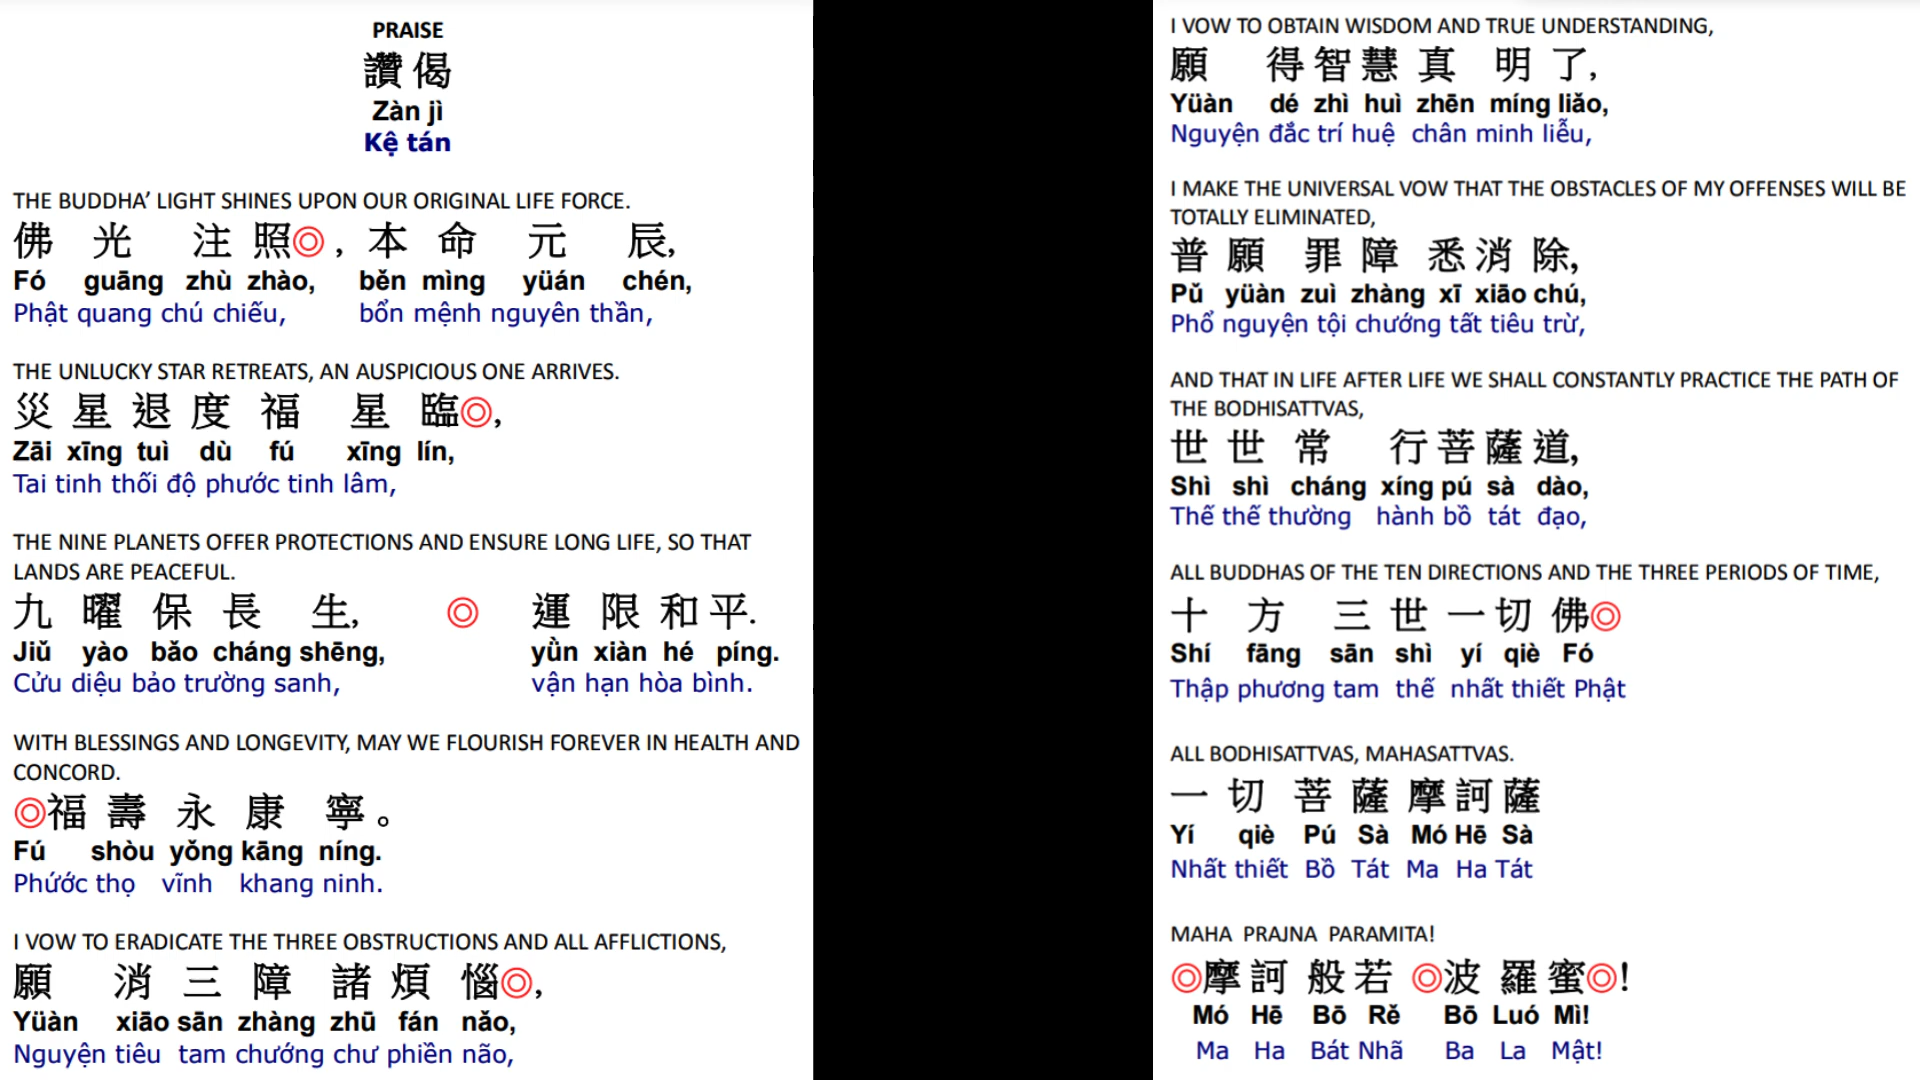 PRAISE
讚偈
Zàn jì
Kệ tán
THE BUDDHA’ LIGHT SHINES UPON OUR ORIGINAL LIFE FORCE.
佛 光 注 照◎, 本 命 元 辰,
Fó guāng zhù zhào, běn mìng yüán chén,
Phật quang chú chiếu, bổn mệnh nguyên thần,
THE UNLUCKY STAR RETREATS, AN AUSPICIOUS ONE ARRIVES.
災 星 退 度 福 星 臨◎,
Zāi xīng tuì dù fú xīng lín,
Tai tinh thối độ phước tinh lâm,
THE NINE PLANETS OFFER PROTECTIONS AND ENSURE LONG LIFE, SO THAT
LANDS ARE PEACEFUL.
九 曜 保 長 生, ◎ 運 限 和 平.
Jiǔ yào bǎo cháng shēng, yǜn xiàn hé píng.
Cửu diệu bảo trường sanh, vận hạn hòa bình.
WITH BLESSINGS AND LONGEVITY, MAY WE FLOURISH FOREVER IN HEALTH AND
CONCORD.
◎福 壽 永 康 寧。
Fú shòu yǒng kāng níng.
Phứớc thọ vĩnh khang ninh.
I VOW TO ERADICATE THE THREE OBSTRUCTIONS AND ALL AFFLICTIONS,
願 消 三 障 諸 煩 惱◎,
Yüàn xiāo sān zhàng zhū fán nǎo,
Nguyện tiêu tam chướng chư phiền não,
I VOW TO OBTAIN WISDOM AND TRUE UNDERSTANDING,
願 得 智 慧 真 明 了,
Yüàn dé zhì huì zhēn míng liǎo,
Nguyện đắc trí huệ chân minh liễu,
I MAKE THE UNIVERSAL VOW THAT THE OBSTACLES OF MY OFFENSES WILL BE
TOTALLY ELIMINATED,
普 願 罪 障 悉 消 除,
Pǔ yüàn zuì zhàng xī xiāo chú,
Phổ nguyện tội chướng tất tiêu trừ,
AND THAT IN LIFE AFTER LIFE WE SHALL CONSTANTLY PRACTICE THE PATH OF
THE BODHISATTVAS,
世 世 常 行 菩 薩 道,
Shì shì cháng xíng pú sà dào,
Thế thế thường hành bồ tát đạo,
ALL BUDDHAS OF THE TEN DIRECTIONS AND THE THREE PERIODS OF TIME,
十 方 三 世 一 切 佛◎
Shí fāng sān shì yí qiè Fó
Thập phương tam thế nhất thiết Phật
ALL BODHISATTVAS, MAHASATTVAS.
一 切 菩 薩 摩 訶 薩
Yí qiè Pú Sà Mó Hē Sà
Nhất thiết Bồ Tát Ma Ha Tát
MAHA PRAJNA PARAMITA!
◎摩 訶 般 若 ◎波 羅 蜜◎!
Mó Hē Bō Rě Bō Luó Mì!
Ma Ha Bát Nhã Ba La Mật!